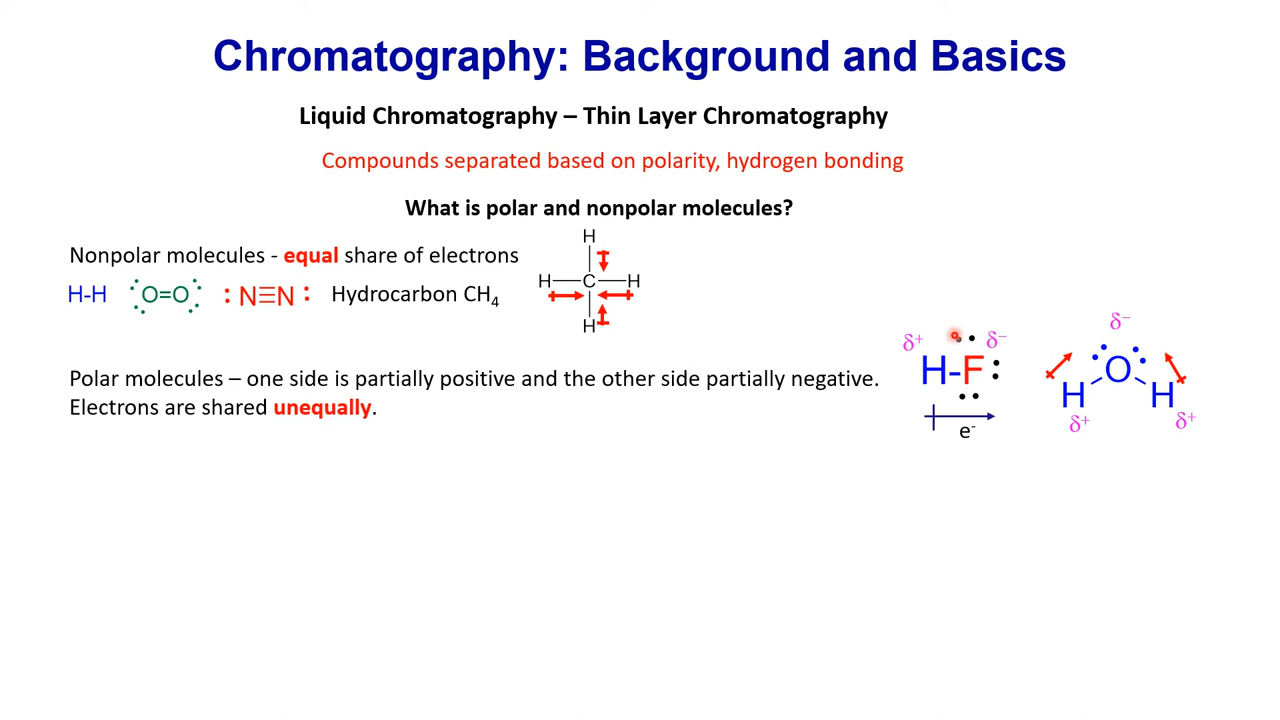 Chromatography: Background and Basics
Liquid Chromatography – Thin Layer Chromatography
Compounds separated based on polarity, hydrogen bonding
What is polar and nonpolar molecules?
Nonpolar molecules - equal share of electrons
H-H O=O :N≡N: Hydrocarbon CH₄
H
H C H
H
Polar molecules – one side is partially positive and the other side partially negative.
Electrons are shared unequally.
δ⁺ δ⁻
H-F
e⁻
δ⁻
O
H H
δ⁺ δ⁺